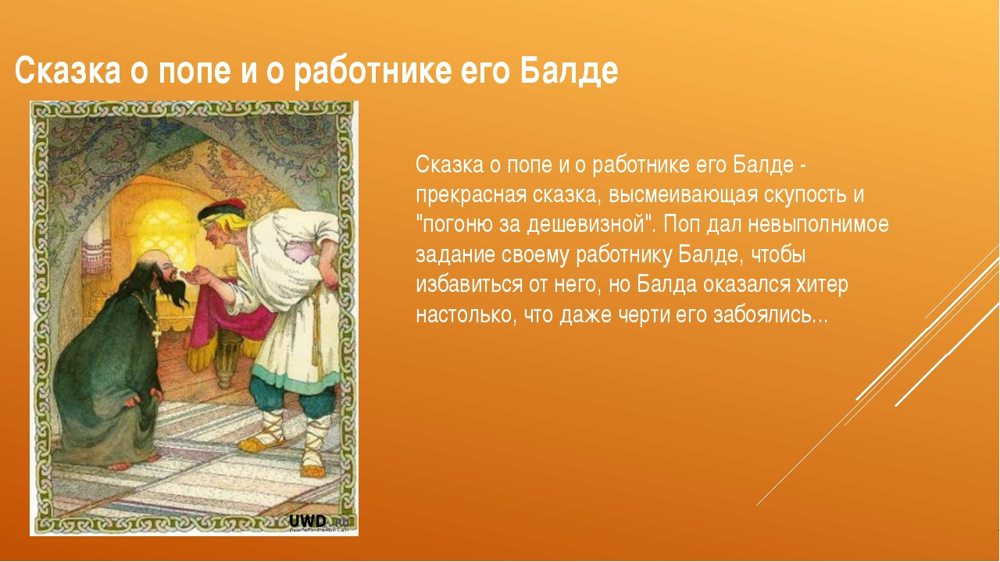 Сказка о попе и о работнике его Балде
Сказка о попе и о работнике его Балде -
прекрасная сказка, высмеивающая скупость и
"погоню за дешевизной". Поп дал невыполнимое
задание своему работнику Балде, чтобы
избавиться от него, но Балда оказался хитер
настолько, что даже черти его забоялись...
UWD.RU
развлекательный сайт